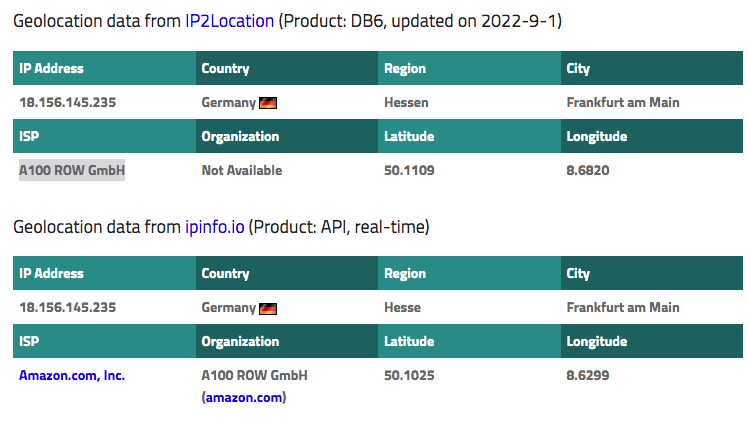 Geolocation data from IP2Location (Product: DB6, updated on 2022-9-1)
IP Address Country Region City
18.156.145.235 Germany Hessen Frankfurt am Main
ISP Organization Latitude Longitude
A100 ROW GmbH Not Available 50.1109 8.6820
Geolocation data from ipinfo.io (Product: API, real-time)
IP Address Country Region City
18.156.145.235 Germany Hesse Frankfurt am Main
ISP Organization Latitude Longitude
Amazon.com, Inc. A100 ROW GmbH 50.1025 8.6299
(amazon.com)